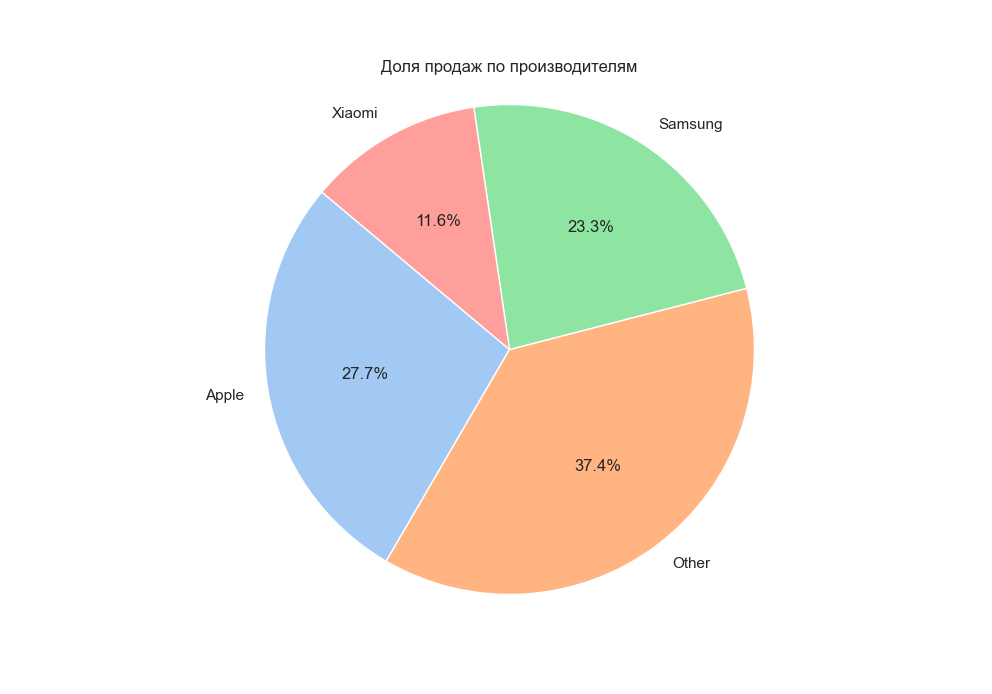 Доля продаж по производителям
Xiaomi
Samsung
11.6%
23.3%
27.7%
Apple
37.4%
Other